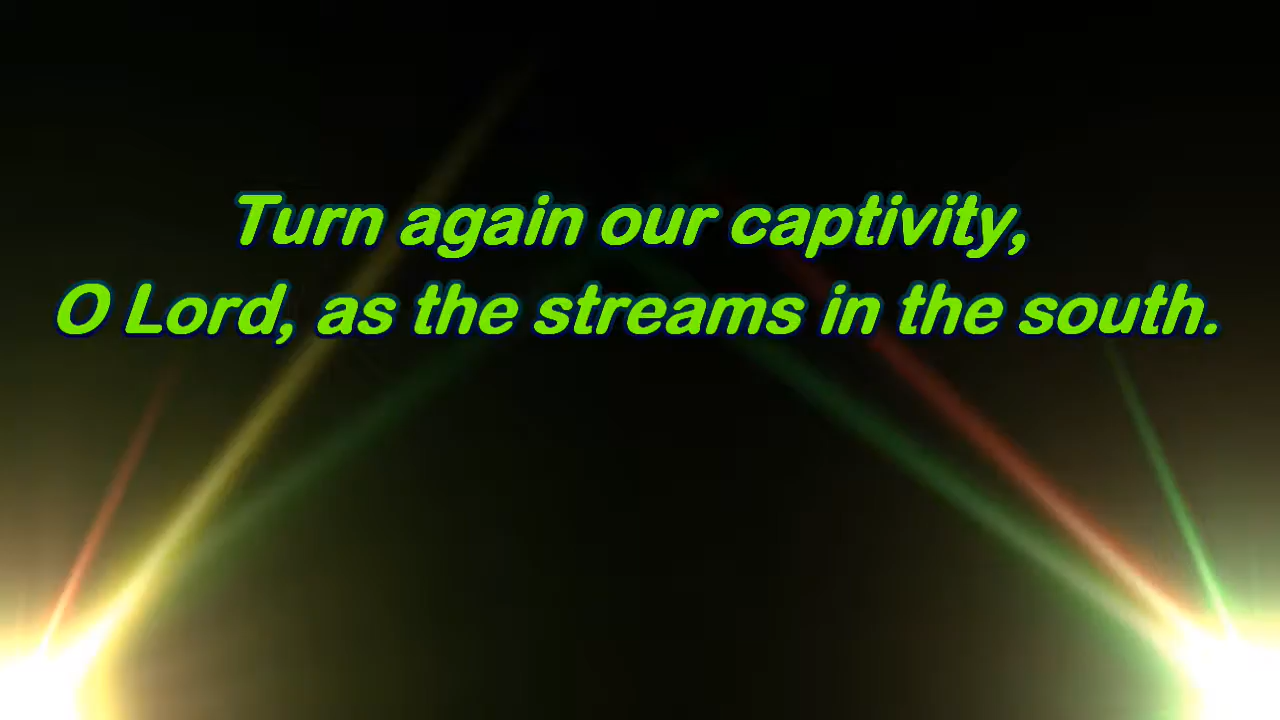 Turn again our captivity,
O Lord, as the streams in the south.